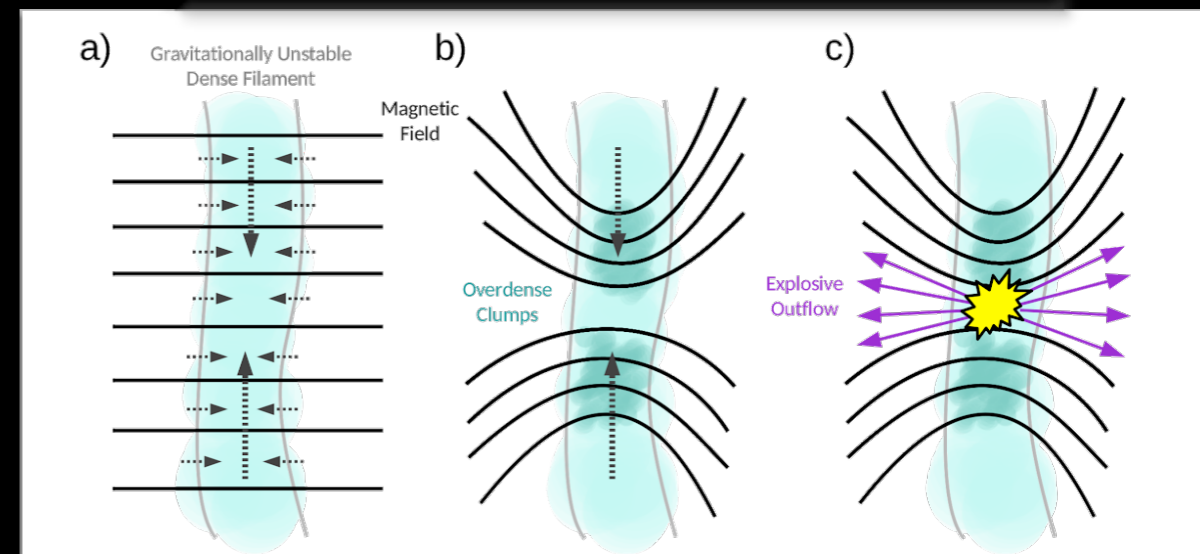 a)
Gravitationally Unstable
Dense Filament
Magnetic
Field
b)
Overdense
Clumps
c)
Explosive
Outflow